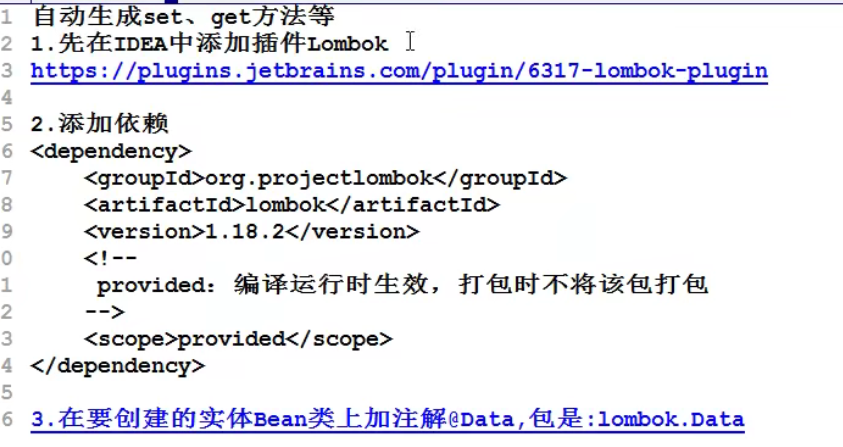 1 自动生成set、get方法等
2 1.先在IDEA中添加插件Lombok
3 https://plugins.jetbrains.com/plugin/6317-lombok-plugin
4
5 2.添加依赖
6 <dependency>
7     <groupId>org.projectlombok</groupId>
8     <artifactId>lombok</artifactId>
9     <version>1.18.2</version>
0     <!--
1      provided：编译运行时生效，打包时不将该包打包
2     -->
3     <scope>provided</scope>
4 </dependency>
5
6 3.在要创建的实体Bean类上加注解@Data,包是:lombok.Data